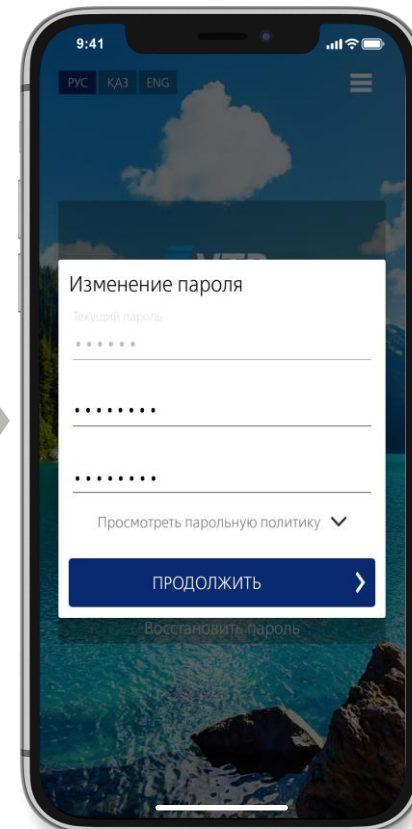 9:41
РУС ҚАЗ ENG
Изменение пароля
Текущий пароль
••••••
••••••••
••••••••
Просмотреть парольную политику
ПРОДОЛЖИТЬ
Восстановить пароль